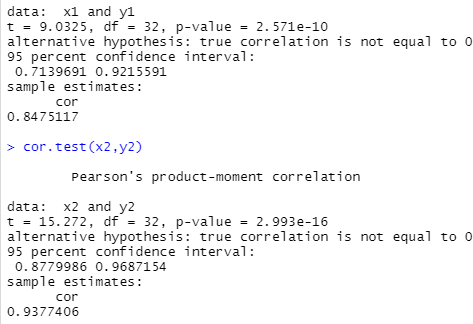 data:  x1 and y1
t = 9.0325, df = 32, p-value = 2.571e-10
alternative hypothesis: true correlation is not equal to 0
95 percent confidence interval:
 0.7139691 0.9215591
sample estimates:
      cor
0.8475117
> cor.test(x2,y2)
        Pearson's product-moment correlation
data:  x2 and y2
t = 15.272, df = 32, p-value = 2.993e-16
alternative hypothesis: true correlation is not equal to 0
95 percent confidence interval:
 0.8779986 0.9687154
sample estimates:
      cor
0.9377406